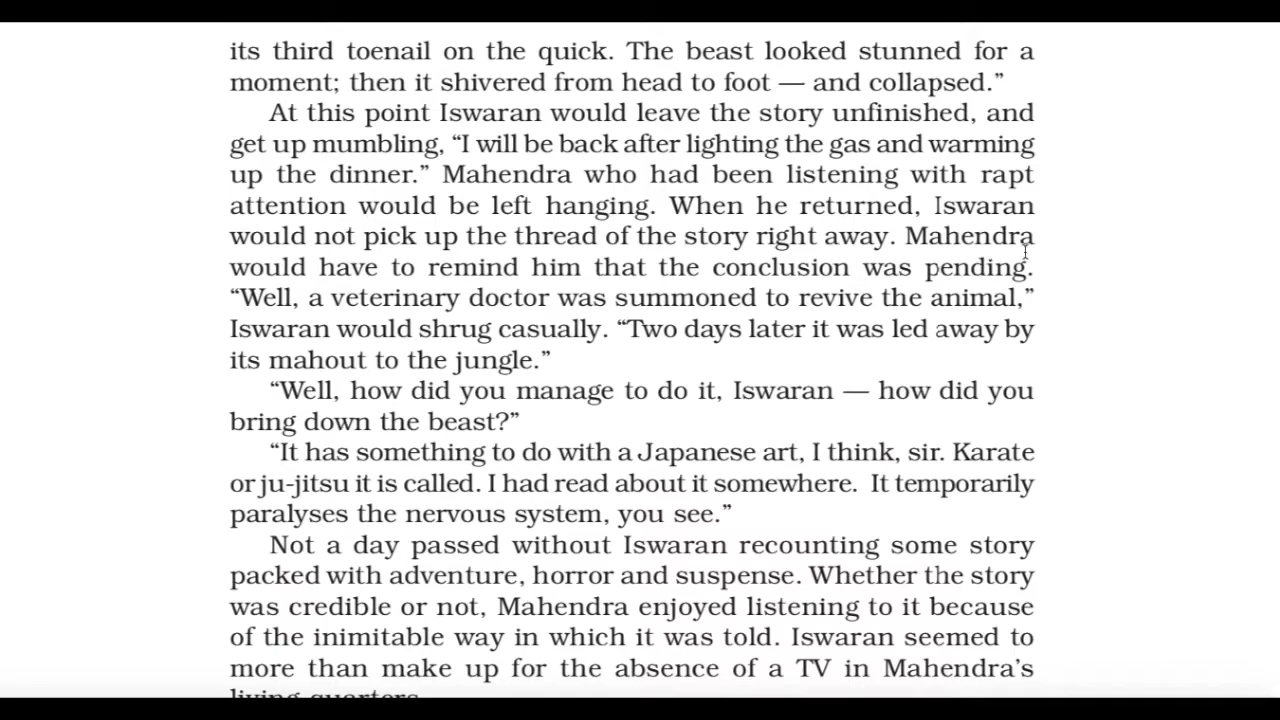 its third toenail on the quick. The beast looked stunned for a
moment; then it shivered from head to foot — and collapsed.”
At this point Iswaran would leave the story unfinished, and
get up mumbling, “I will be back after lighting the gas and warming
up the dinner.” Mahendra who had been listening with rapt
attention would be left hanging. When he returned, Iswaran
would not pick up the thread of the story right away. Mahendra
would have to remind him that the conclusion was pending.
“Well, a veterinary doctor was summoned to revive the animal,”
Iswaran would shrug casually. “Two days later it was led away by
its mahout to the jungle.”
“Well, how did you manage to do it, Iswaran — how did you
bring down the beast?”
“It has something to do with a Japanese art, I think, sir. Karate
or ju-jitsu it is called. I had read about it somewhere. It temporarily
paralyses the nervous system, you see.”
Not a day passed without Iswaran recounting some story
packed with adventure, horror and suspense. Whether the story
was credible or not, Mahendra enjoyed listening to it because
of the inimitable way in which it was told. Iswaran seemed to
more than make up for the absence of a TV in Mahendra’s
living quarters.